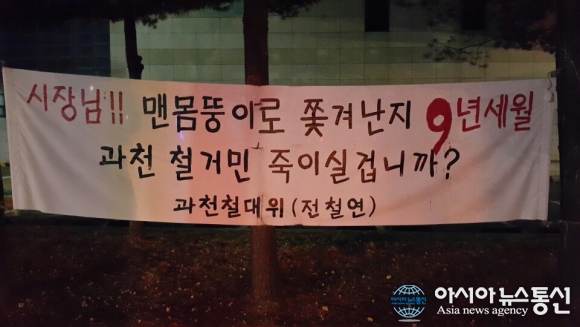 시장님!! 맨몸뚱이로 쫓겨난지 9년세월
과천 철거민 죽이실겁니까?
과천철대위(전철연)
아시아뉴스통신
Asia news agency